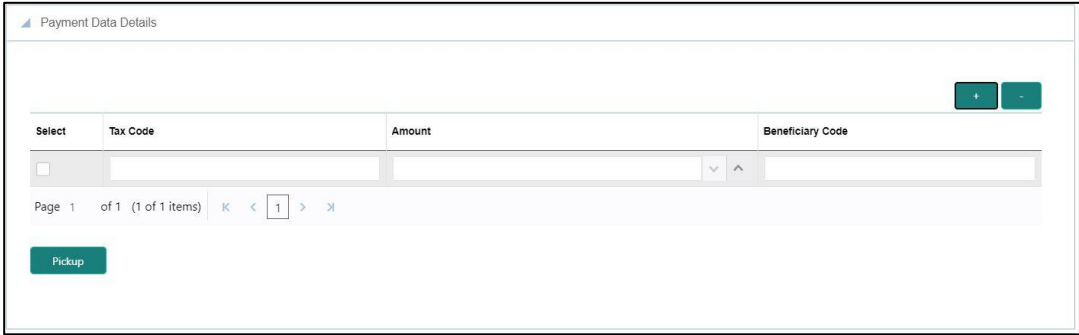 Payment Data Details
+ -
Select Tax Code Amount Beneficiary Code
Page 1 of 1 (1 of 1 items) 1
Pickup